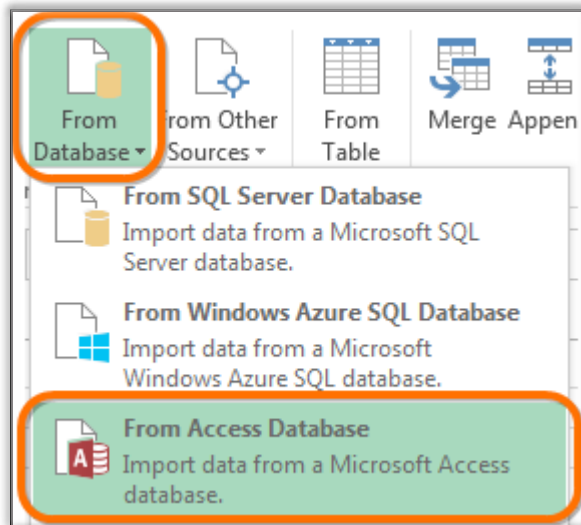 From
Database
From Other
Sources
From
Table
Merge
Appen
From SQL Server Database
Import data from a Microsoft SQL
Server database.
From Windows Azure SQL Database
Import data from a Microsoft
Windows Azure SQL database.
From Access Database
Import data from a Microsoft Access
database.